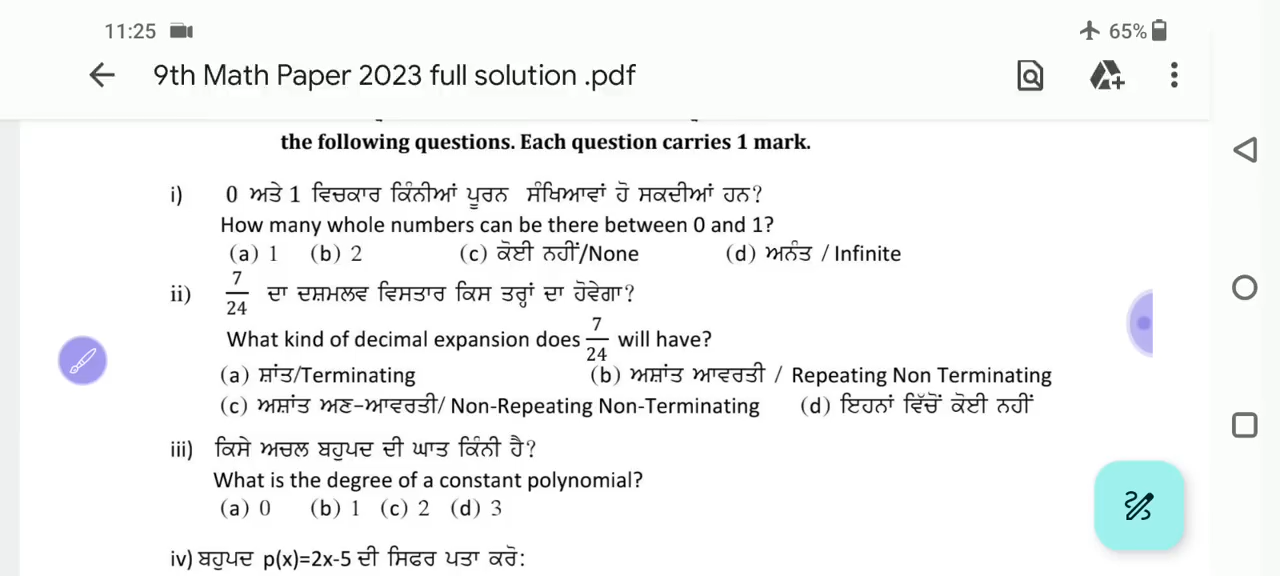 11:25 65%
9th Math Paper 2023 full solution .pdf
the following questions. Each question carries 1 mark.
i) 0 ਅਤੇ 1 ਵਿਚਕਾਰ ਕਿੰਨੀਆਂ ਪੂਰਨ ਸੰਖਿਆਵਾਂ ਹੋ ਸਕਦੀਆਂ ਹਨ?
How many whole numbers can be there between 0 and 1?
(a) 1 (b) 2 (c) ਕੋਈ ਨਹੀਂ/None (d) ਅਨੰਤ / Infinite
ii) 7/24 ਦਾ ਦਸ਼ਮਲਵ ਵਿਸਤਾਰ ਕਿਸ ਤਰ੍ਹਾਂ ਦਾ ਹੋਵੇਗਾ?
What kind of decimal expansion does 7/24 will have?
(a) ਸ਼ਾਂਤ/Terminating (b) ਅਸ਼ਾਂਤ ਆਵਰਤੀ / Repeating Non Terminating
(c) ਅਸ਼ਾਂਤ ਅਣ-ਆਵਰਤੀ/ Non-Repeating Non-Terminating (d) ਇਹਨਾਂ ਵਿੱਚੋਂ ਕੋਈ ਨਹੀਂ
iii) ਕਿਸੇ ਅਚਲ ਬਹੁਪਦ ਦੀ ਘਾਤ ਕਿੰਨੀ ਹੈ?
What is the degree of a constant polynomial?
(a) 0 (b) 1 (c) 2 (d) 3
iv) ਬਹੁਪਦ p(x)=2x-5 ਦੀ ਸਿਫਰ ਪਤਾ ਕਰੋ: